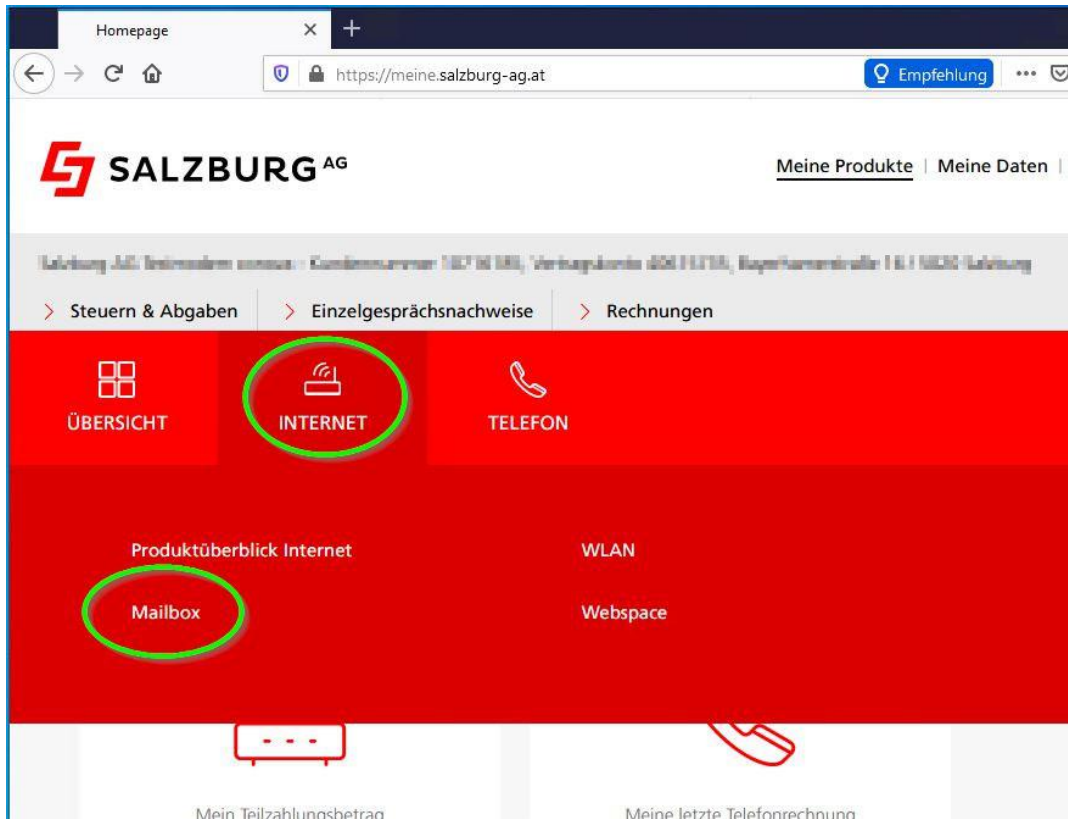 Homepage
https://meine.salzburg-ag.at
Empfehlung
SALZBURG AG
Meine Produkte | Meine Daten |
Steuern & Abgaben
Einzelgesprächsnachweise
Rechnungen
ÜBERSICHT
INTERNET
TELEFON
Produktüberblick Internet
WLAN
Mailbox
Webspace
Mein Teilzahlungsbetrag
Meine letzte Telefonrechnung